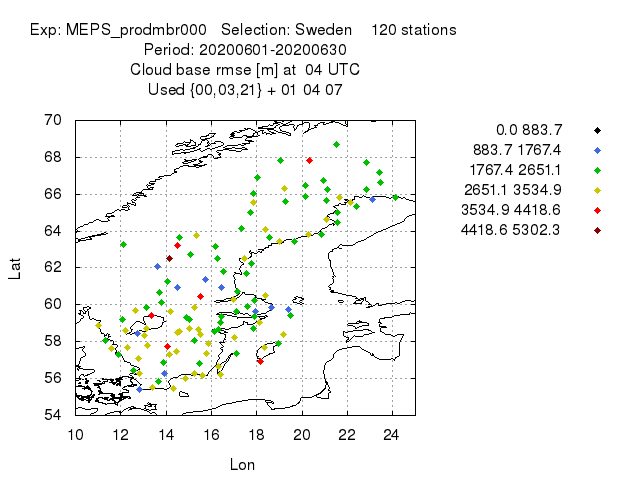 Exp: MEPS_prodmbr000 Selection: Sweden 120 stations
Period: 20200601-20200630
Cloud base rmse [m] at 04 UTC
Used {00,03,21} + 01 04 07
0.0 883.7
883.7 1767.4
1767.4 2651.1
2651.1 3534.9
3534.9 4418.6
4418.6 5302.3
70
68
66
64
62
60
58
56
54
Lat
10 12 14 16 18 20 22 24
Lon